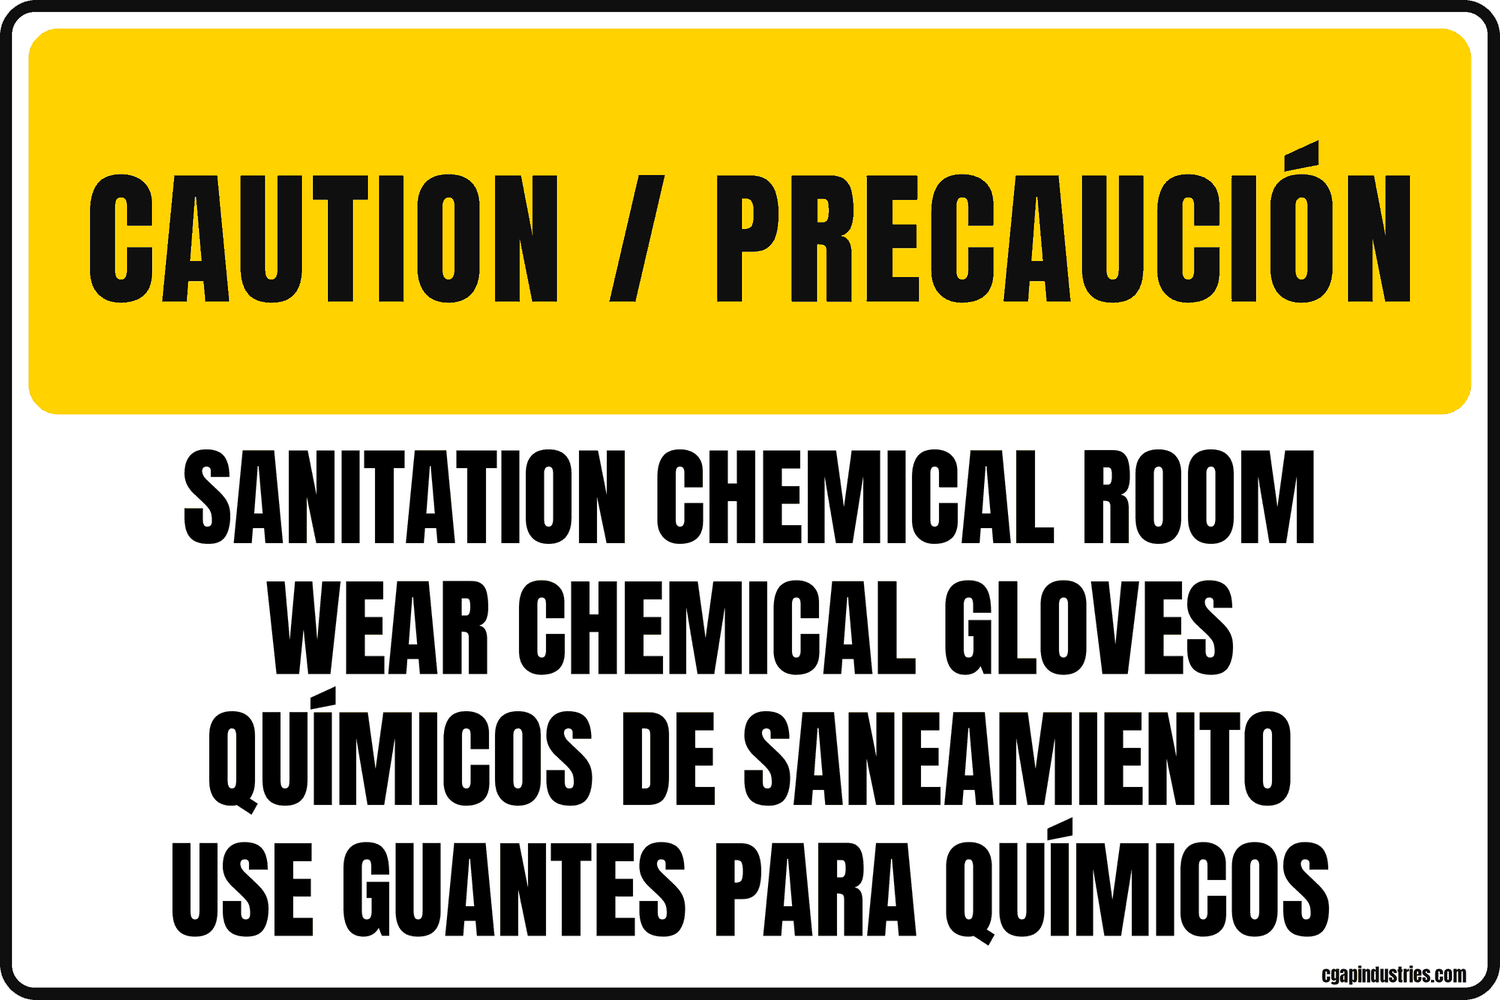 CAUTION / PRECAUCIÓN
SANITATION CHEMICAL ROOM
WEAR CHEMICAL GLOVES
QUÍMICOS DE SANEAMIENTO
USE GUANTES PARA QUÍMICOS
cgapindustries.com